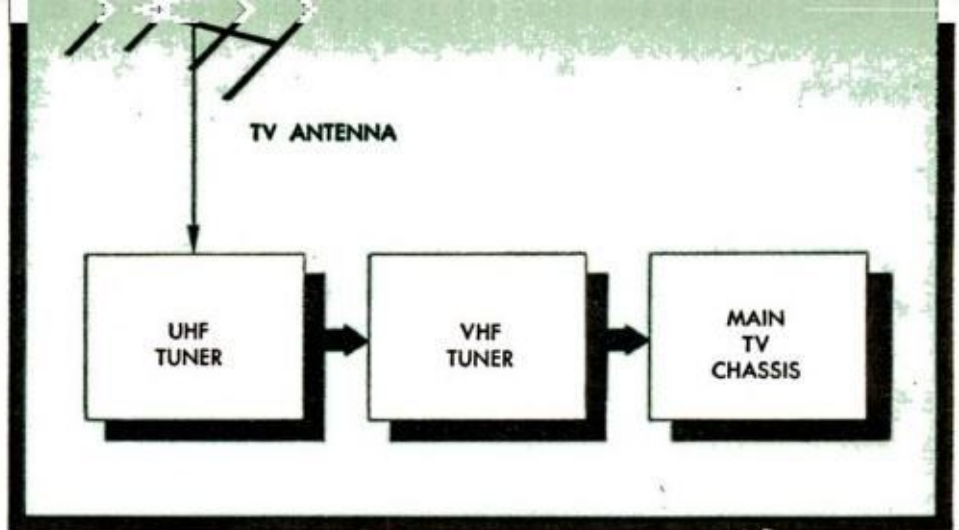 TV ANTENNA
UHF
TUNER
VHF
TUNER
MAIN
TV
CHASSIS